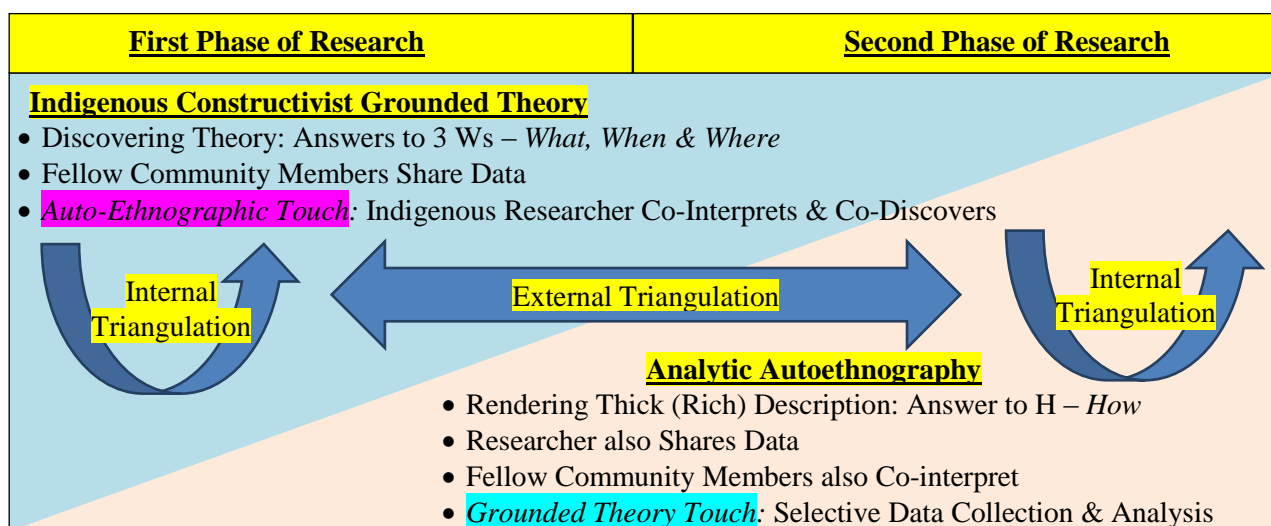 First Phase of Research
Second Phase of Research
Indigenous Constructivist Grounded Theory
• Discovering Theory: Answers to 3 Ws – What, When & Where
• Fellow Community Members Share Data
• Auto-Ethnographic Touch: Indigenous Researcher Co-Interprets & Co-Discovers
Internal
Triangulation
External Triangulation
Internal
Triangulation
Analytic Autoethnography
• Rendering Thick (Rich) Description: Answer to H – How
• Researcher also Shares Data
• Fellow Community Members also Co-interpret
• Grounded Theory Touch: Selective Data Collection & Analysis